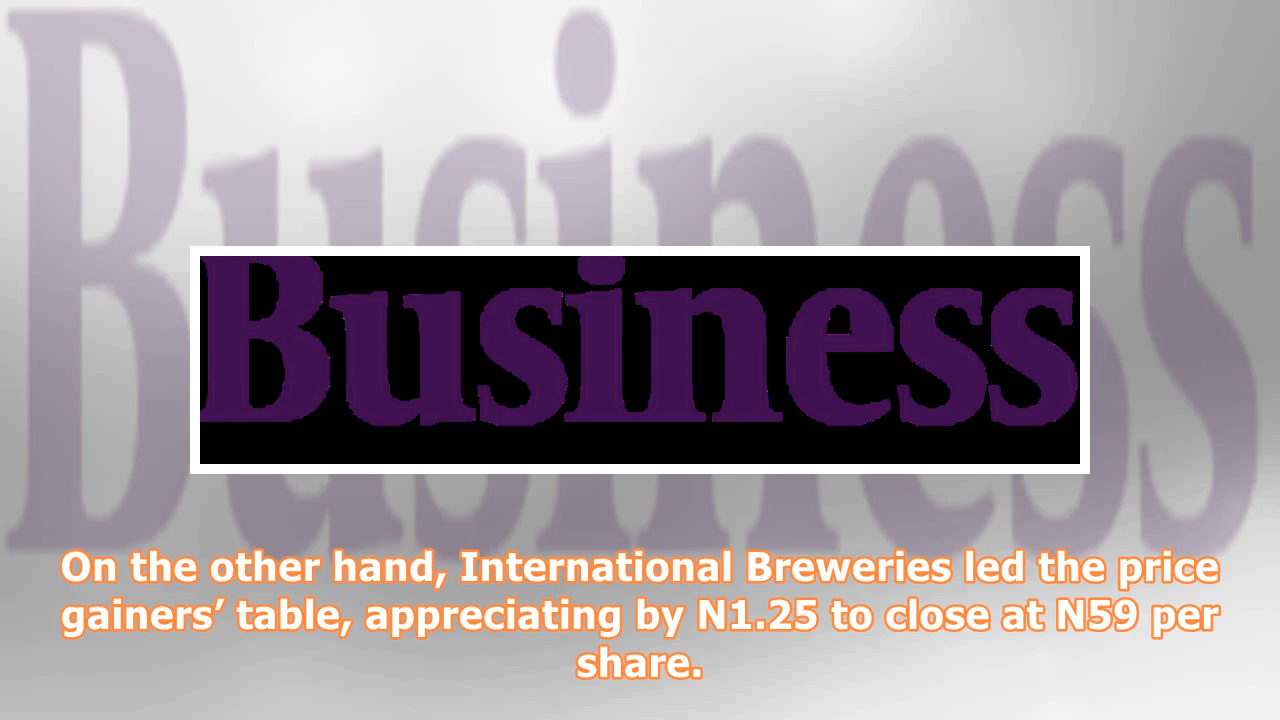 Business
Business
On the other hand, International Breweries led the price
gainers’ table, appreciating by N1.25 to close at N59 per
share.